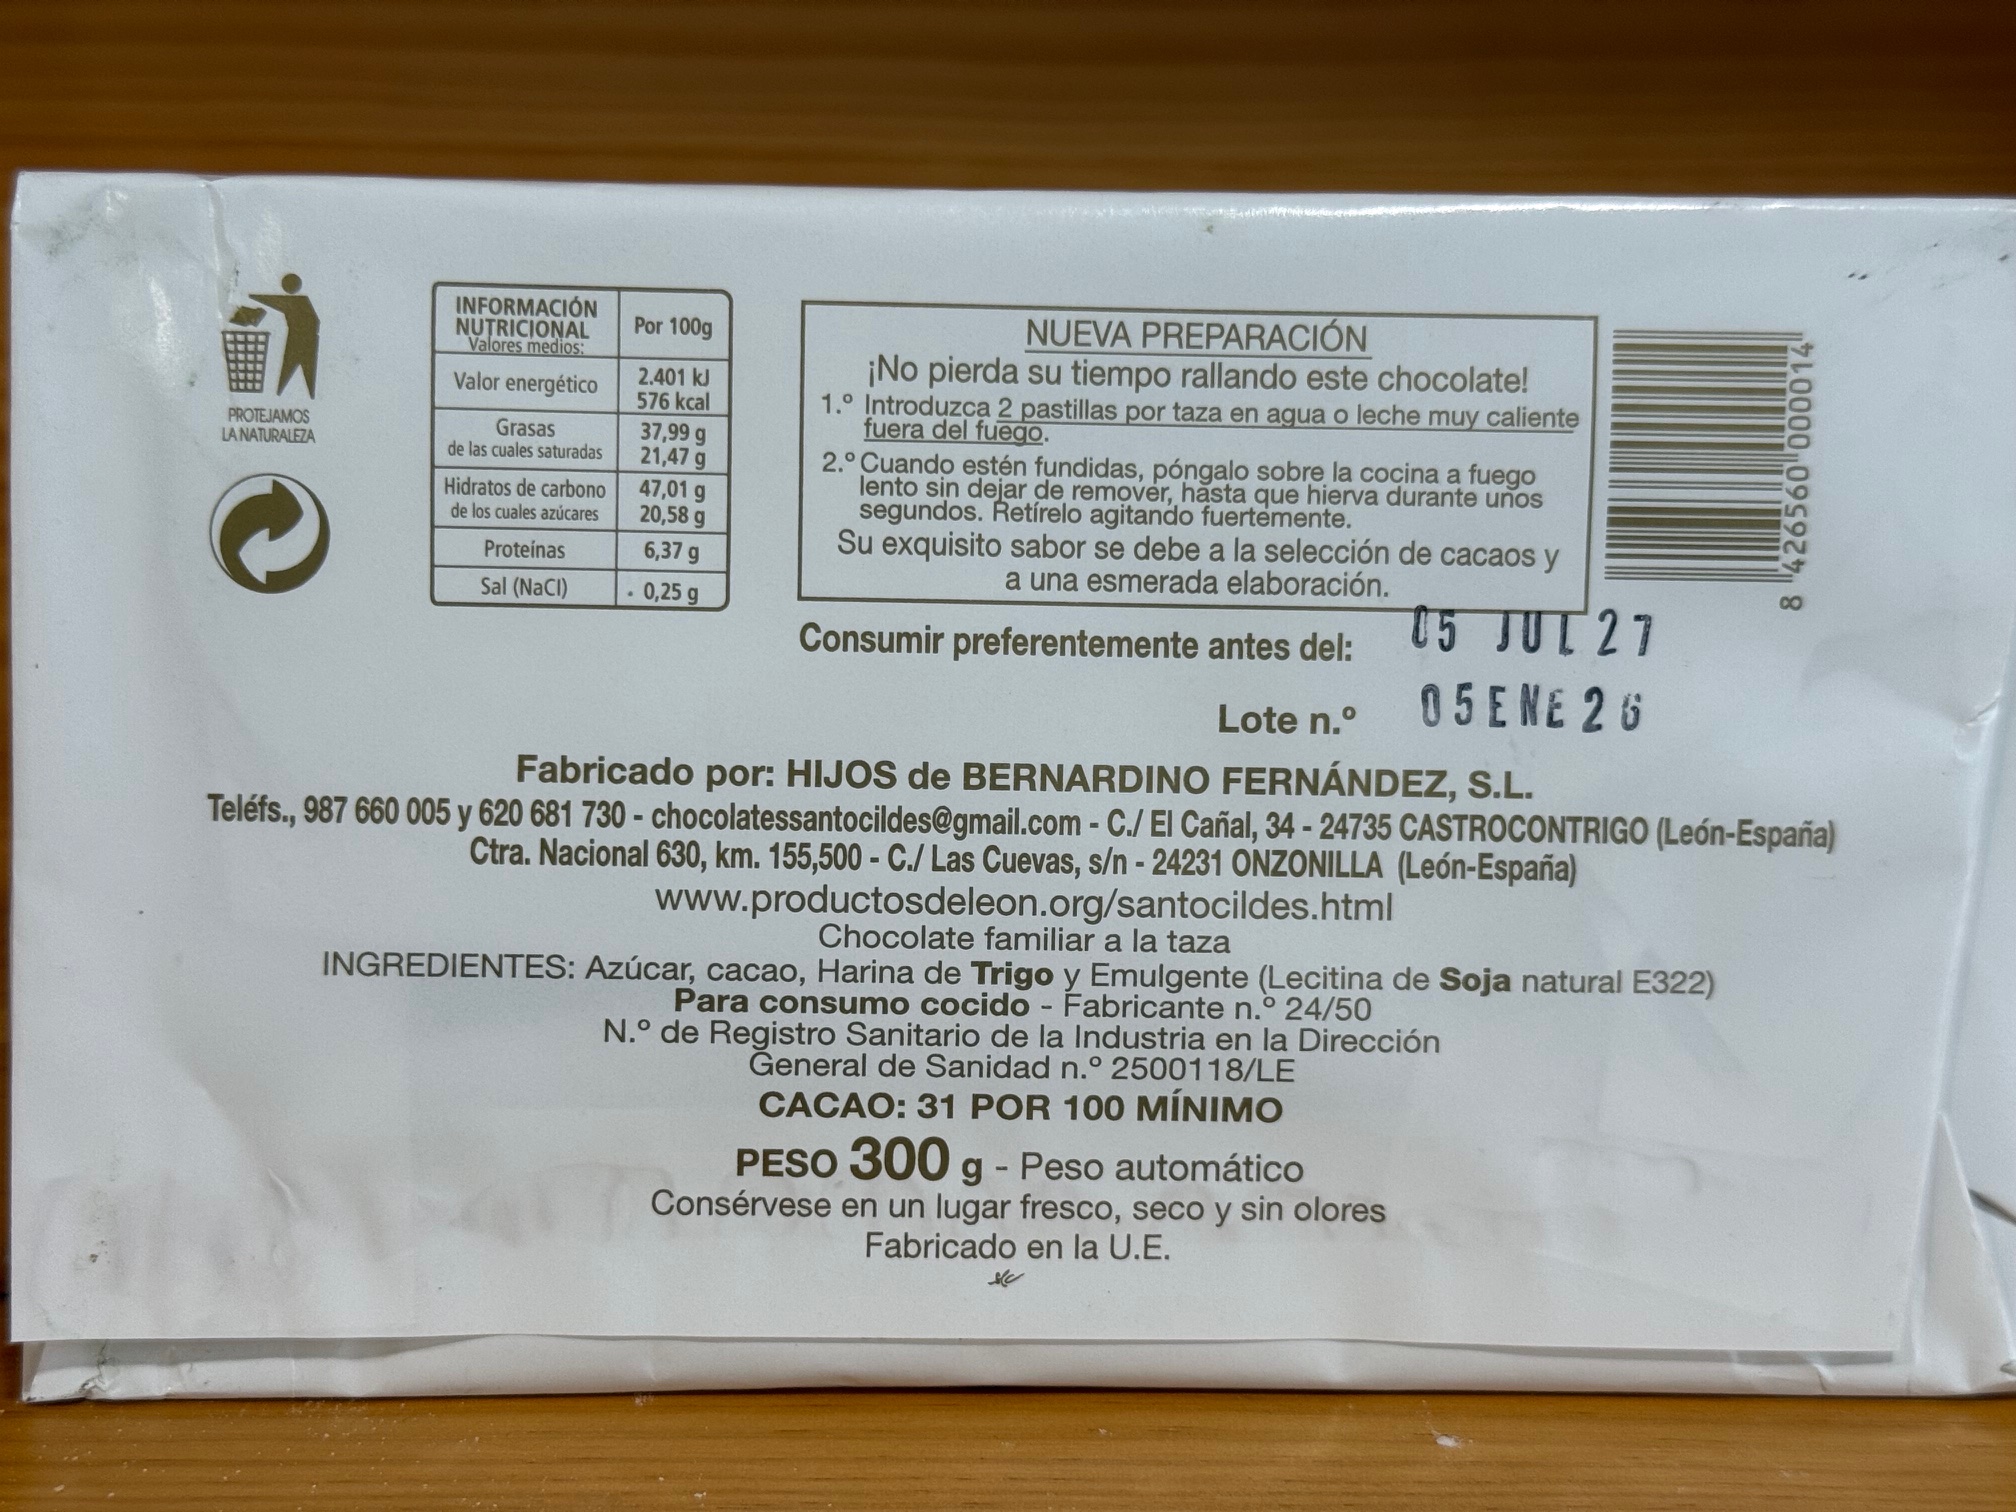 PROTEJAMOS
LA NATURALEZA
INFORMACIÓN
NUTRICIONAL
Valores medios:
Por 100g
Valor energético 2.401 kJ
576 kcal
Grasas 37,99 g
de las cuales saturadas 21,47 g
Hidratos de carbono 47,01 g
de los cuales azúcares 20,58 g
Proteínas 6,37 g
Sal (NaCl) 0,25 g
NUEVA PREPARACIÓN
¡No pierda su tiempo rallando este chocolate!
1.º Introduzca 2 pastillas por taza en agua o leche muy caliente
fuera del fuego.
2.º Cuando estén fundidas, póngalo sobre la cocina a fuego
lento sin dejar de remover, hasta que hierva durante unos
segundos. Retírelo agitando fuertemente.
Su exquisito sabor se debe a la selección de cacaos y
a una esmerada elaboración.
8 426560 000014
Consumir preferentemente antes del: 05 JUL 27
Lote n.º 05 ENE 26
Fabricado por: HIJOS de BERNARDINO FERNÁNDEZ, S.L.
Teléfs., 987 660 005 y 620 681 730 - chocolatessantocildes@gmail.com - C./ El Cañal, 34 - 24735 CASTROCONTRIGO (León-España)
Ctra. Nacional 630, km. 155,500 - C./ Las Cuevas, s/n - 24231 ONZONILLA (León-España)
www.productosdeleon.org/santocildes.html
Chocolate familiar a la taza
INGREDIENTES: Azúcar, cacao, Harina de Trigo y Emulgente (Lecitina de Soja natural E322)
Para consumo cocido - Fabricante n.º 24/50
N.º de Registro Sanitario de la Industria en la Dirección
General de Sanidad n.º 2500118/LE
CACAO: 31 POR 100 MÍNIMO
PESO 300 g - Peso automático
Consérvese en un lugar fresco, seco y sin olores
Fabricado en la U.E.